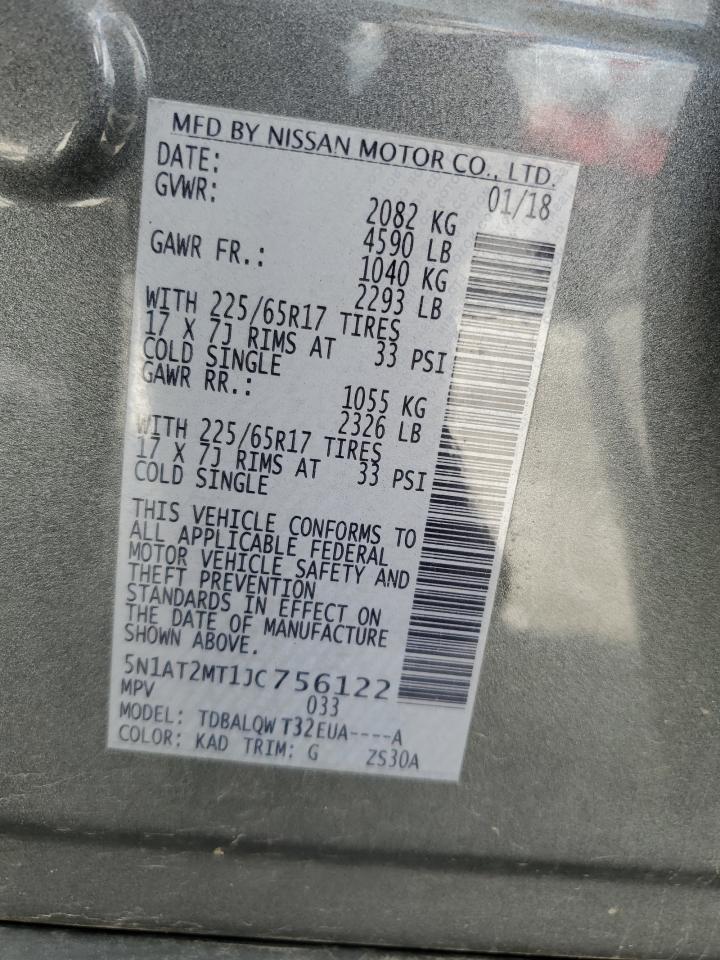 MFD BY NISSAN MOTOR CO., LTD.
DATE: 01/18
GVWR: 2082 KG
4590 LB
GAWR FR.: 1040 KG
2293 LB
WITH 225/65R17 TIRES
17 X 7J RIMS AT 33 PSI
COLD SINGLE
GAWR RR.: 1055 KG
2326 LB
WITH 225/65R17 TIRES
17 X 7J RIMS AT 33 PSI
COLD SINGLE
THIS VEHICLE CONFORMS TO
ALL APPLICABLE FEDERAL
MOTOR VEHICLE SAFETY AND
THEFT PREVENTION
STANDARDS IN EFFECT ON
THE DATE OF MANUFACTURE
SHOWN ABOVE.
5N1AT2MT1JC756122
MPV 033
MODEL: TDBALQW T32EUA----A
COLOR: KAD TRIM: G ZS30A